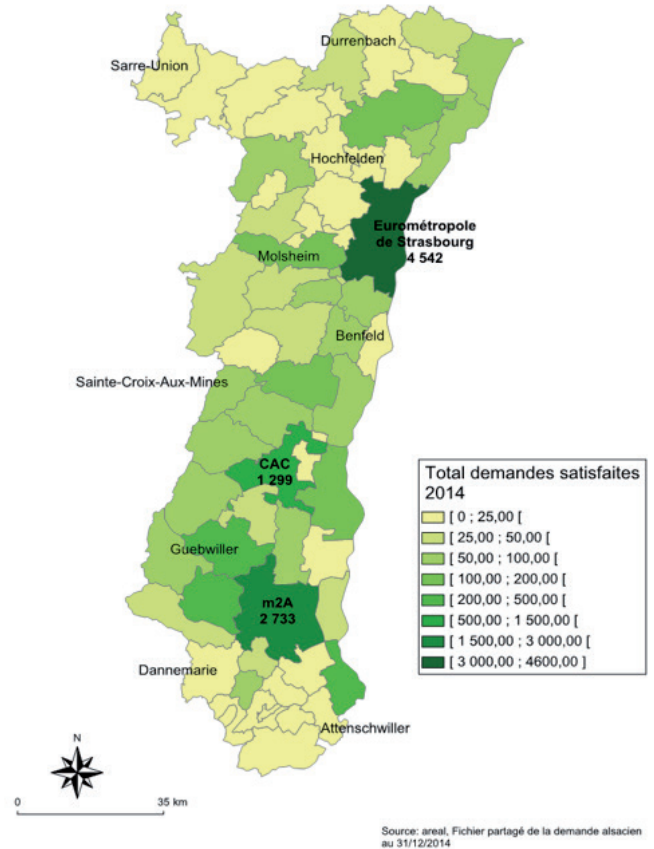 Durrenbach
Sarre-Union
Hochfelden
Eurométropole
de Strasbourg
4 542
Molsheim
Benfeld
Sainte-Croix-Aux-Mines
CAC
1 299
Guebwiller
m2A
2 733
Dannemarie
Attenschwiller
Total demandes satisfaites
2014
[ 0 ; 25,00 [
[ 25,00 ; 50,00 [
[ 50,00 ; 100,00 [
[ 100,00 ; 200,00 [
[ 200,00 ; 500,00 [
[ 500,00 ; 1 500,00 [
[ 1 500,00 ; 3 000,00 [
[ 3 000,00 ; 4600,00 ]
N
0 35 km
Source: areal, Fichier partagé de la demande alsacien
au 31/12/2014